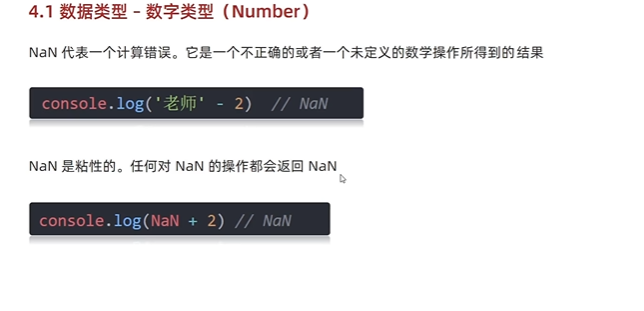 4.1 数据类型 – 数字类型（Number）
NaN 代表一个计算错误。它是一个不正确的或者一个未定义的数学操作所得到的结果
console.log('老师' - 2)  // NaN
NaN 是粘性的。任何对 NaN 的操作都会返回 NaN
console.log(NaN + 2) // NaN